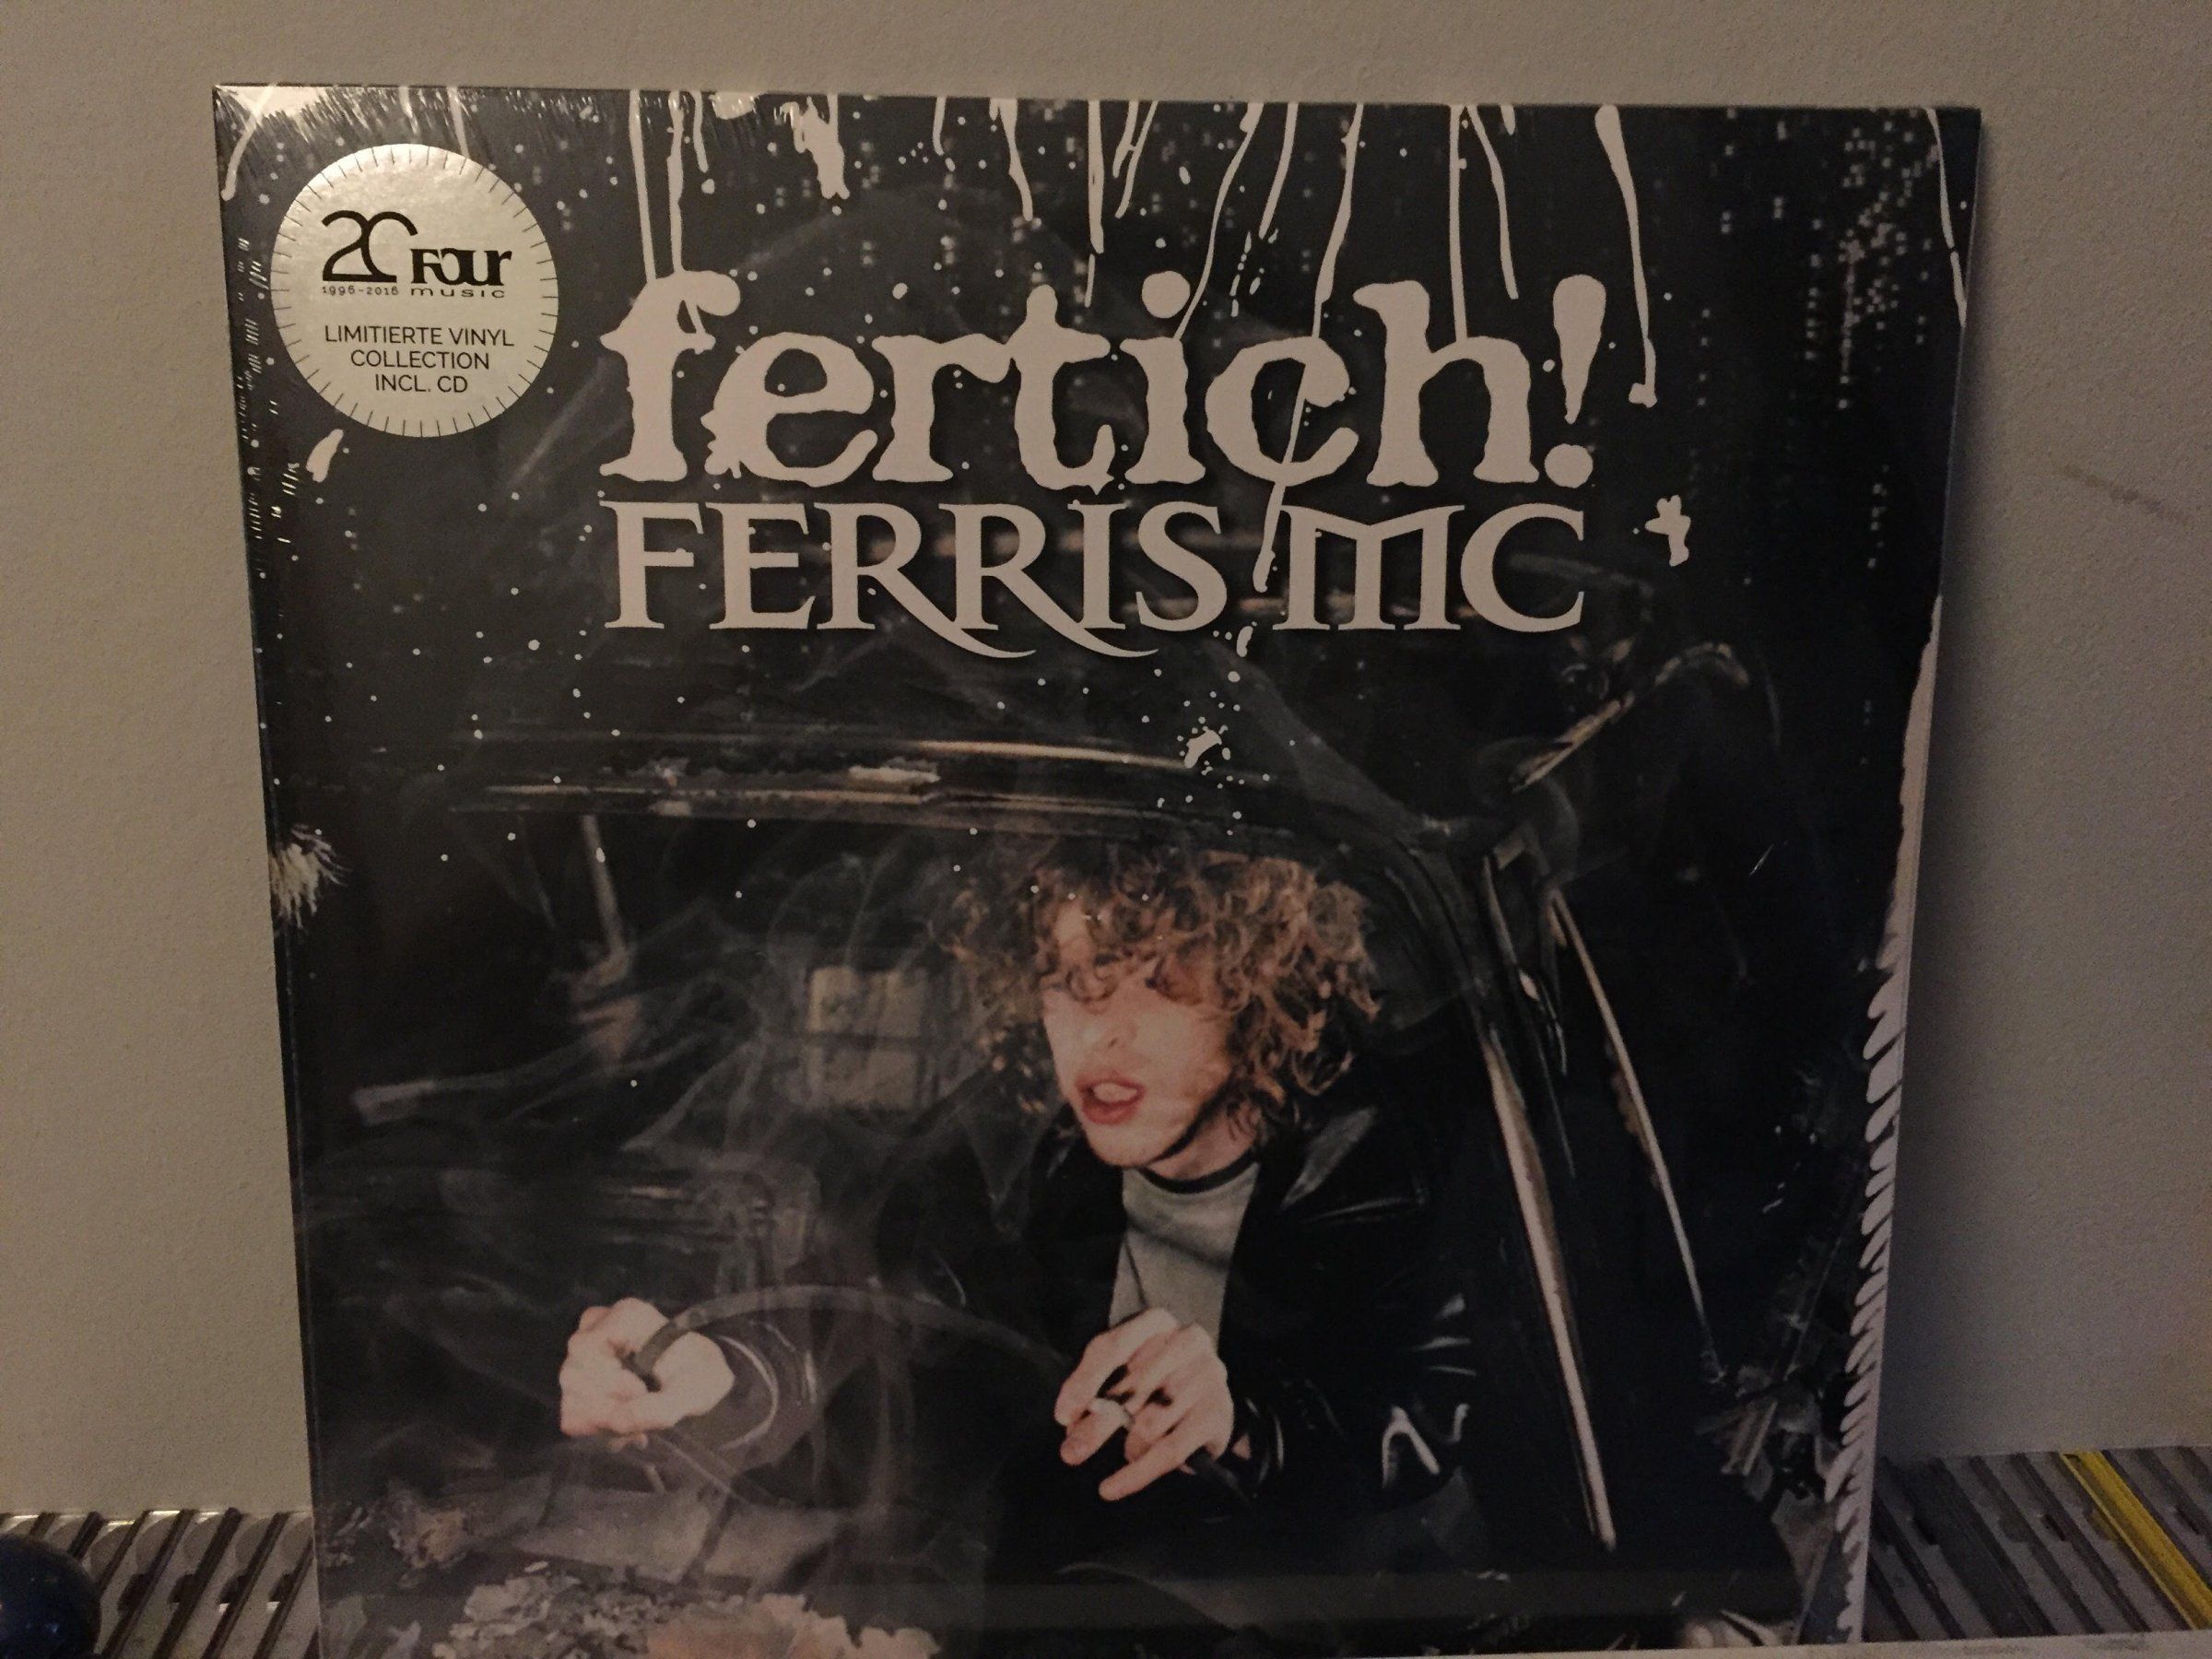 20 Four
1996-2016 music
LIMITIERTE VINYL
COLLECTION
INCL. CD
fertich!
FERRIS MC